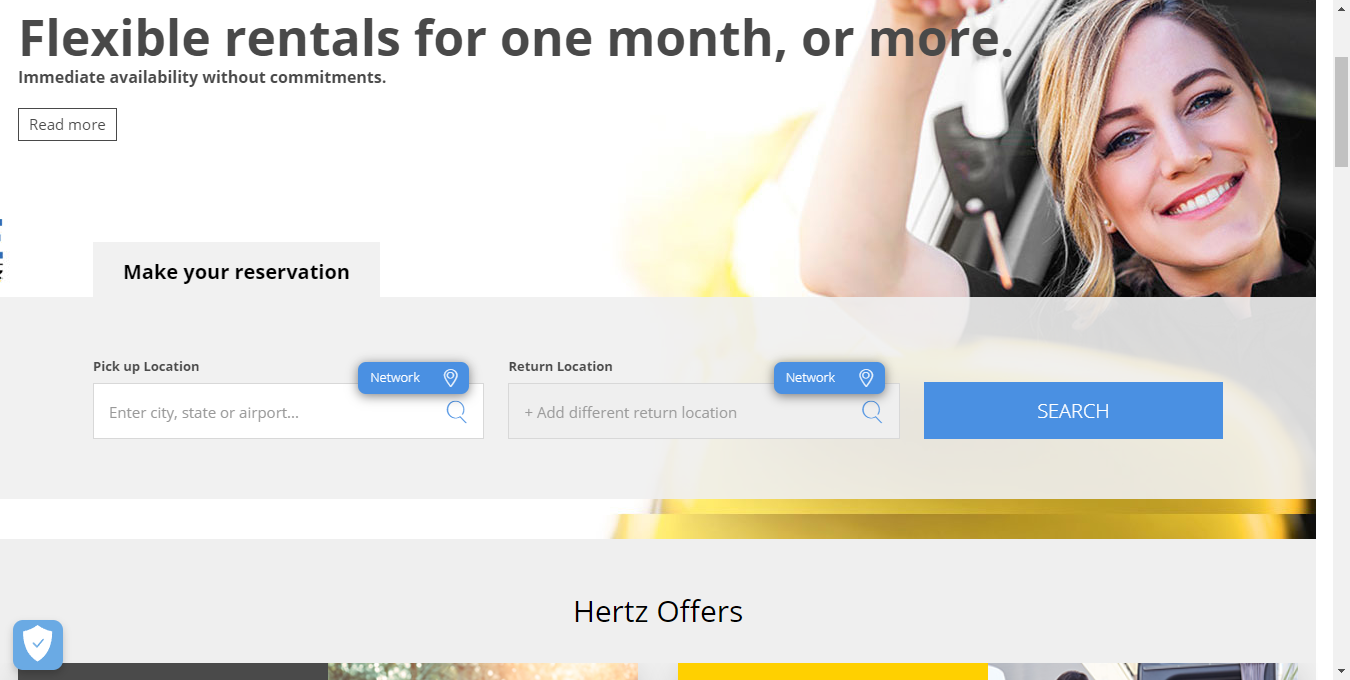 Flexible rentals for one month, or more.
Immediate availability without commitments.
Read more
Make your reservation
Pick up Location
Network
Enter city, state or airport...
Return Location
Network
+ Add different return location
SEARCH
Hertz Offers